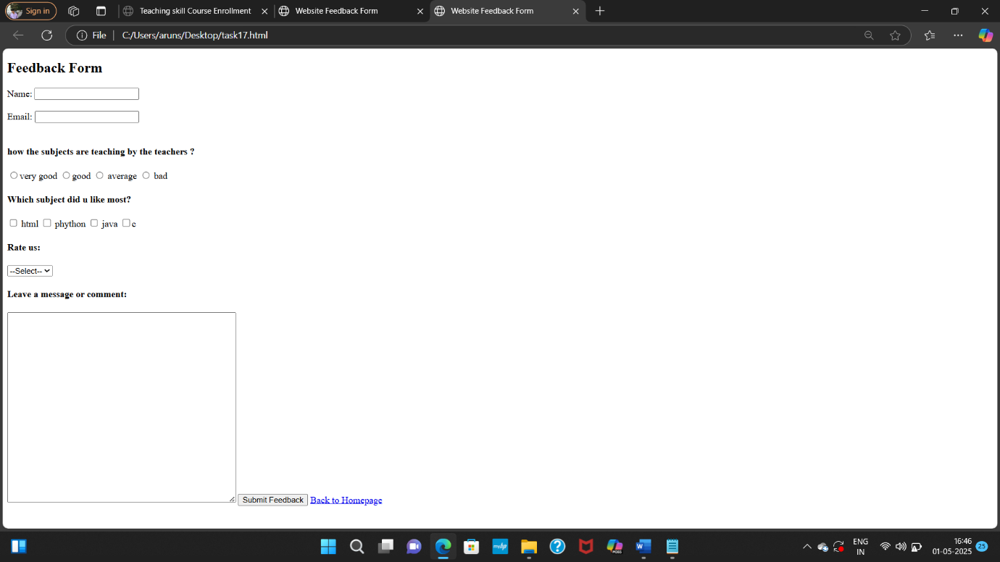 Sign in
Teaching skill Course Enrollment
Website Feedback Form
Website Feedback Form
File
C:/Users/aruns/Desktop/task17.html
Feedback Form
Name:
Email:
how the subjects are teaching by the teachers ?
very good good average bad
Which subject did u like most?
html phython java c
Rate us:
--Select--
Leave a message or comment:
Submit Feedback Back to Homepage
myhp
M365
W
ENG
IN
16:46
01-05-2025
25